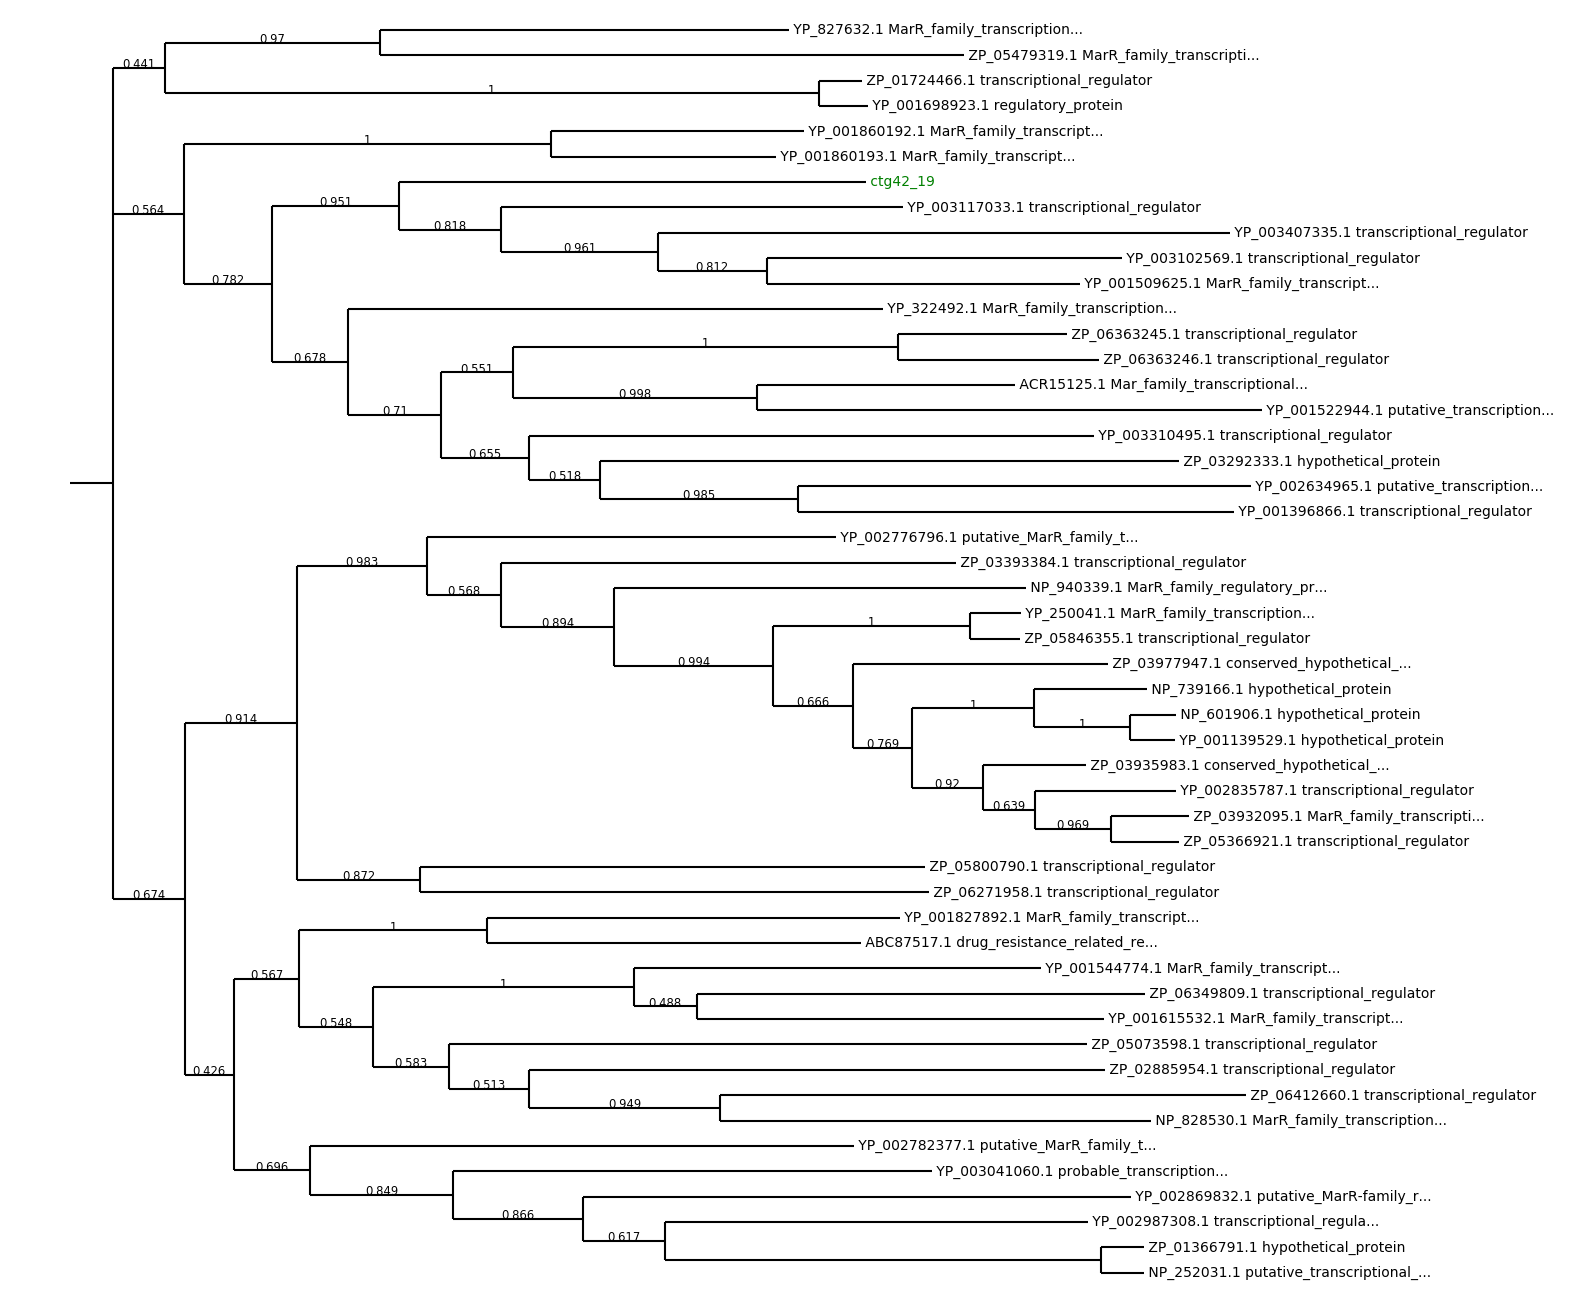 YP_827632.1 MarR_family_transcription...
0.97
ZP_05479319.1 MarR_family_transcripti...
0.441
ZP_01724466.1 transcriptional_regulator
1
YP_001698923.1 regulatory_protein
YP_001860192.1 MarR_family_transcript...
1
YP_001860193.1 MarR_family_transcript...
ctg42_19
0.951
YP_003117033.1 transcriptional_regulator
0.564
0.818
YP_003407335.1 transcriptional_regulator
0.961
YP_003102569.1 transcriptional_regulator
0.812
0.782
YP_001509625.1 MarR_family_transcript...
YP_322492.1 MarR_family_transcription...
ZP_06363245.1 transcriptional_regulator
1
0.678
ZP_06363246.1 transcriptional_regulator
0.551
ACR15125.1 Mar_family_transcriptional...
0.998
0.71
YP_001522944.1 putative_transcription...
YP_003310495.1 transcriptional_regulator
0.655
ZP_03292333.1 hypothetical_protein
0.518
YP_002634965.1 putative_transcription...
0.985
YP_001396866.1 transcriptional_regulator
YP_002776796.1 putative_MarR_family_t...
0.983
ZP_03393384.1 transcriptional_regulator
0.568
NP_940339.1 MarR_family_regulatory_pr...
YP_250041.1 MarR_family_transcription...
0.894
1
ZP_05846355.1 transcriptional_regulator
0.994
ZP_03977947.1 conserved_hypothetical_...
NP_739166.1 hypothetical_protein
0.666
1
NP_601906.1 hypothetical_protein
0.914
1
YP_001139529.1 hypothetical_protein
0.769
ZP_03935983.1 conserved_hypothetical_...
0.92
YP_002835787.1 transcriptional_regulator
0.639
ZP_03932095.1 MarR_family_transcripti...
0.969
ZP_05366921.1 transcriptional_regulator
ZP_05800790.1 transcriptional_regulator
0.872
ZP_06271958.1 transcriptional_regulator
0.674
YP_001827892.1 MarR_family_transcript...
1
ABC87517.1 drug_resistance_related_re...
YP_001544774.1 MarR_family_transcript...
0.567
1
ZP_06349809.1 transcriptional_regulator
0.488
YP_001615532.1 MarR_family_transcript...
0.548
ZP_05073598.1 transcriptional_regulator
0.583
ZP_02885954.1 transcriptional_regulator
0.426
0.513
ZP_06412660.1 transcriptional_regulator
0.949
NP_828530.1 MarR_family_transcription...
YP_002782377.1 putative_MarR_family_t...
0.696
YP_003041060.1 probable_transcription...
0.849
YP_002869832.1 putative_MarR-family_r...
0.866
YP_002987308.1 transcriptional_regula...
0.617
ZP_01366791.1 hypothetical_protein
NP_252031.1 putative_transcriptional_...